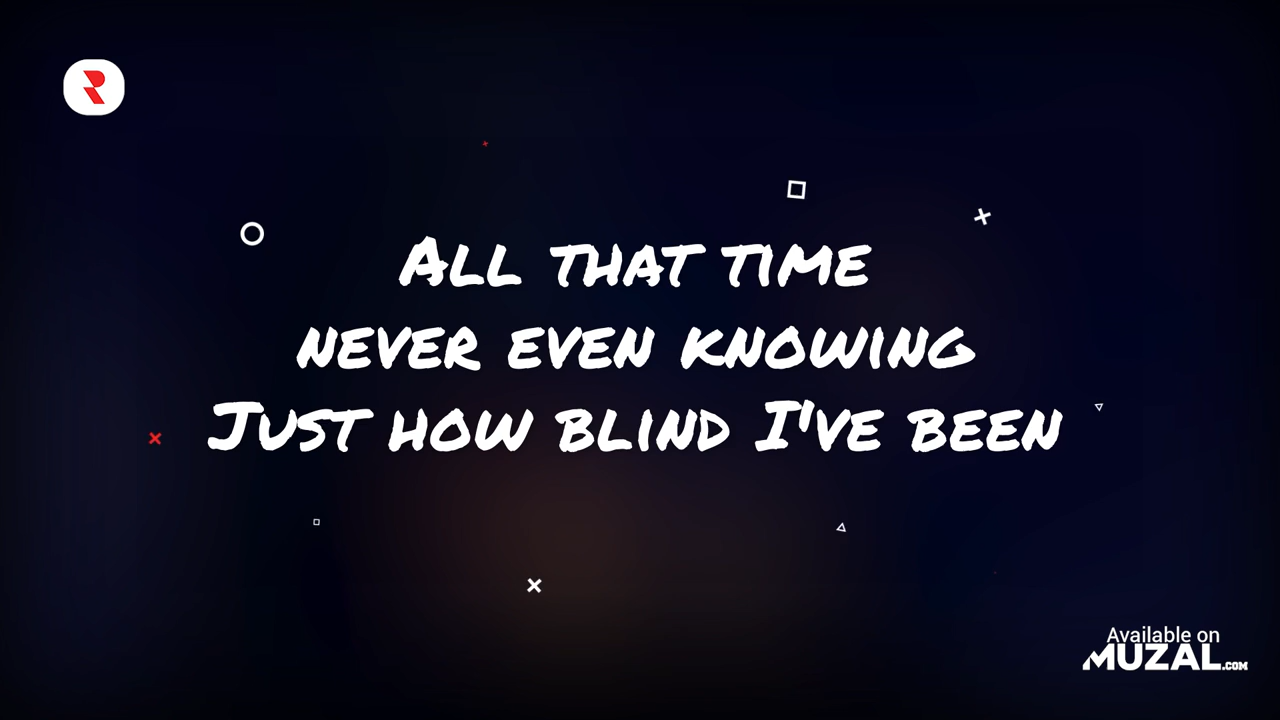 R
All that time
never even knowing
Just how blind I've been
Available on
MUZAL.COM